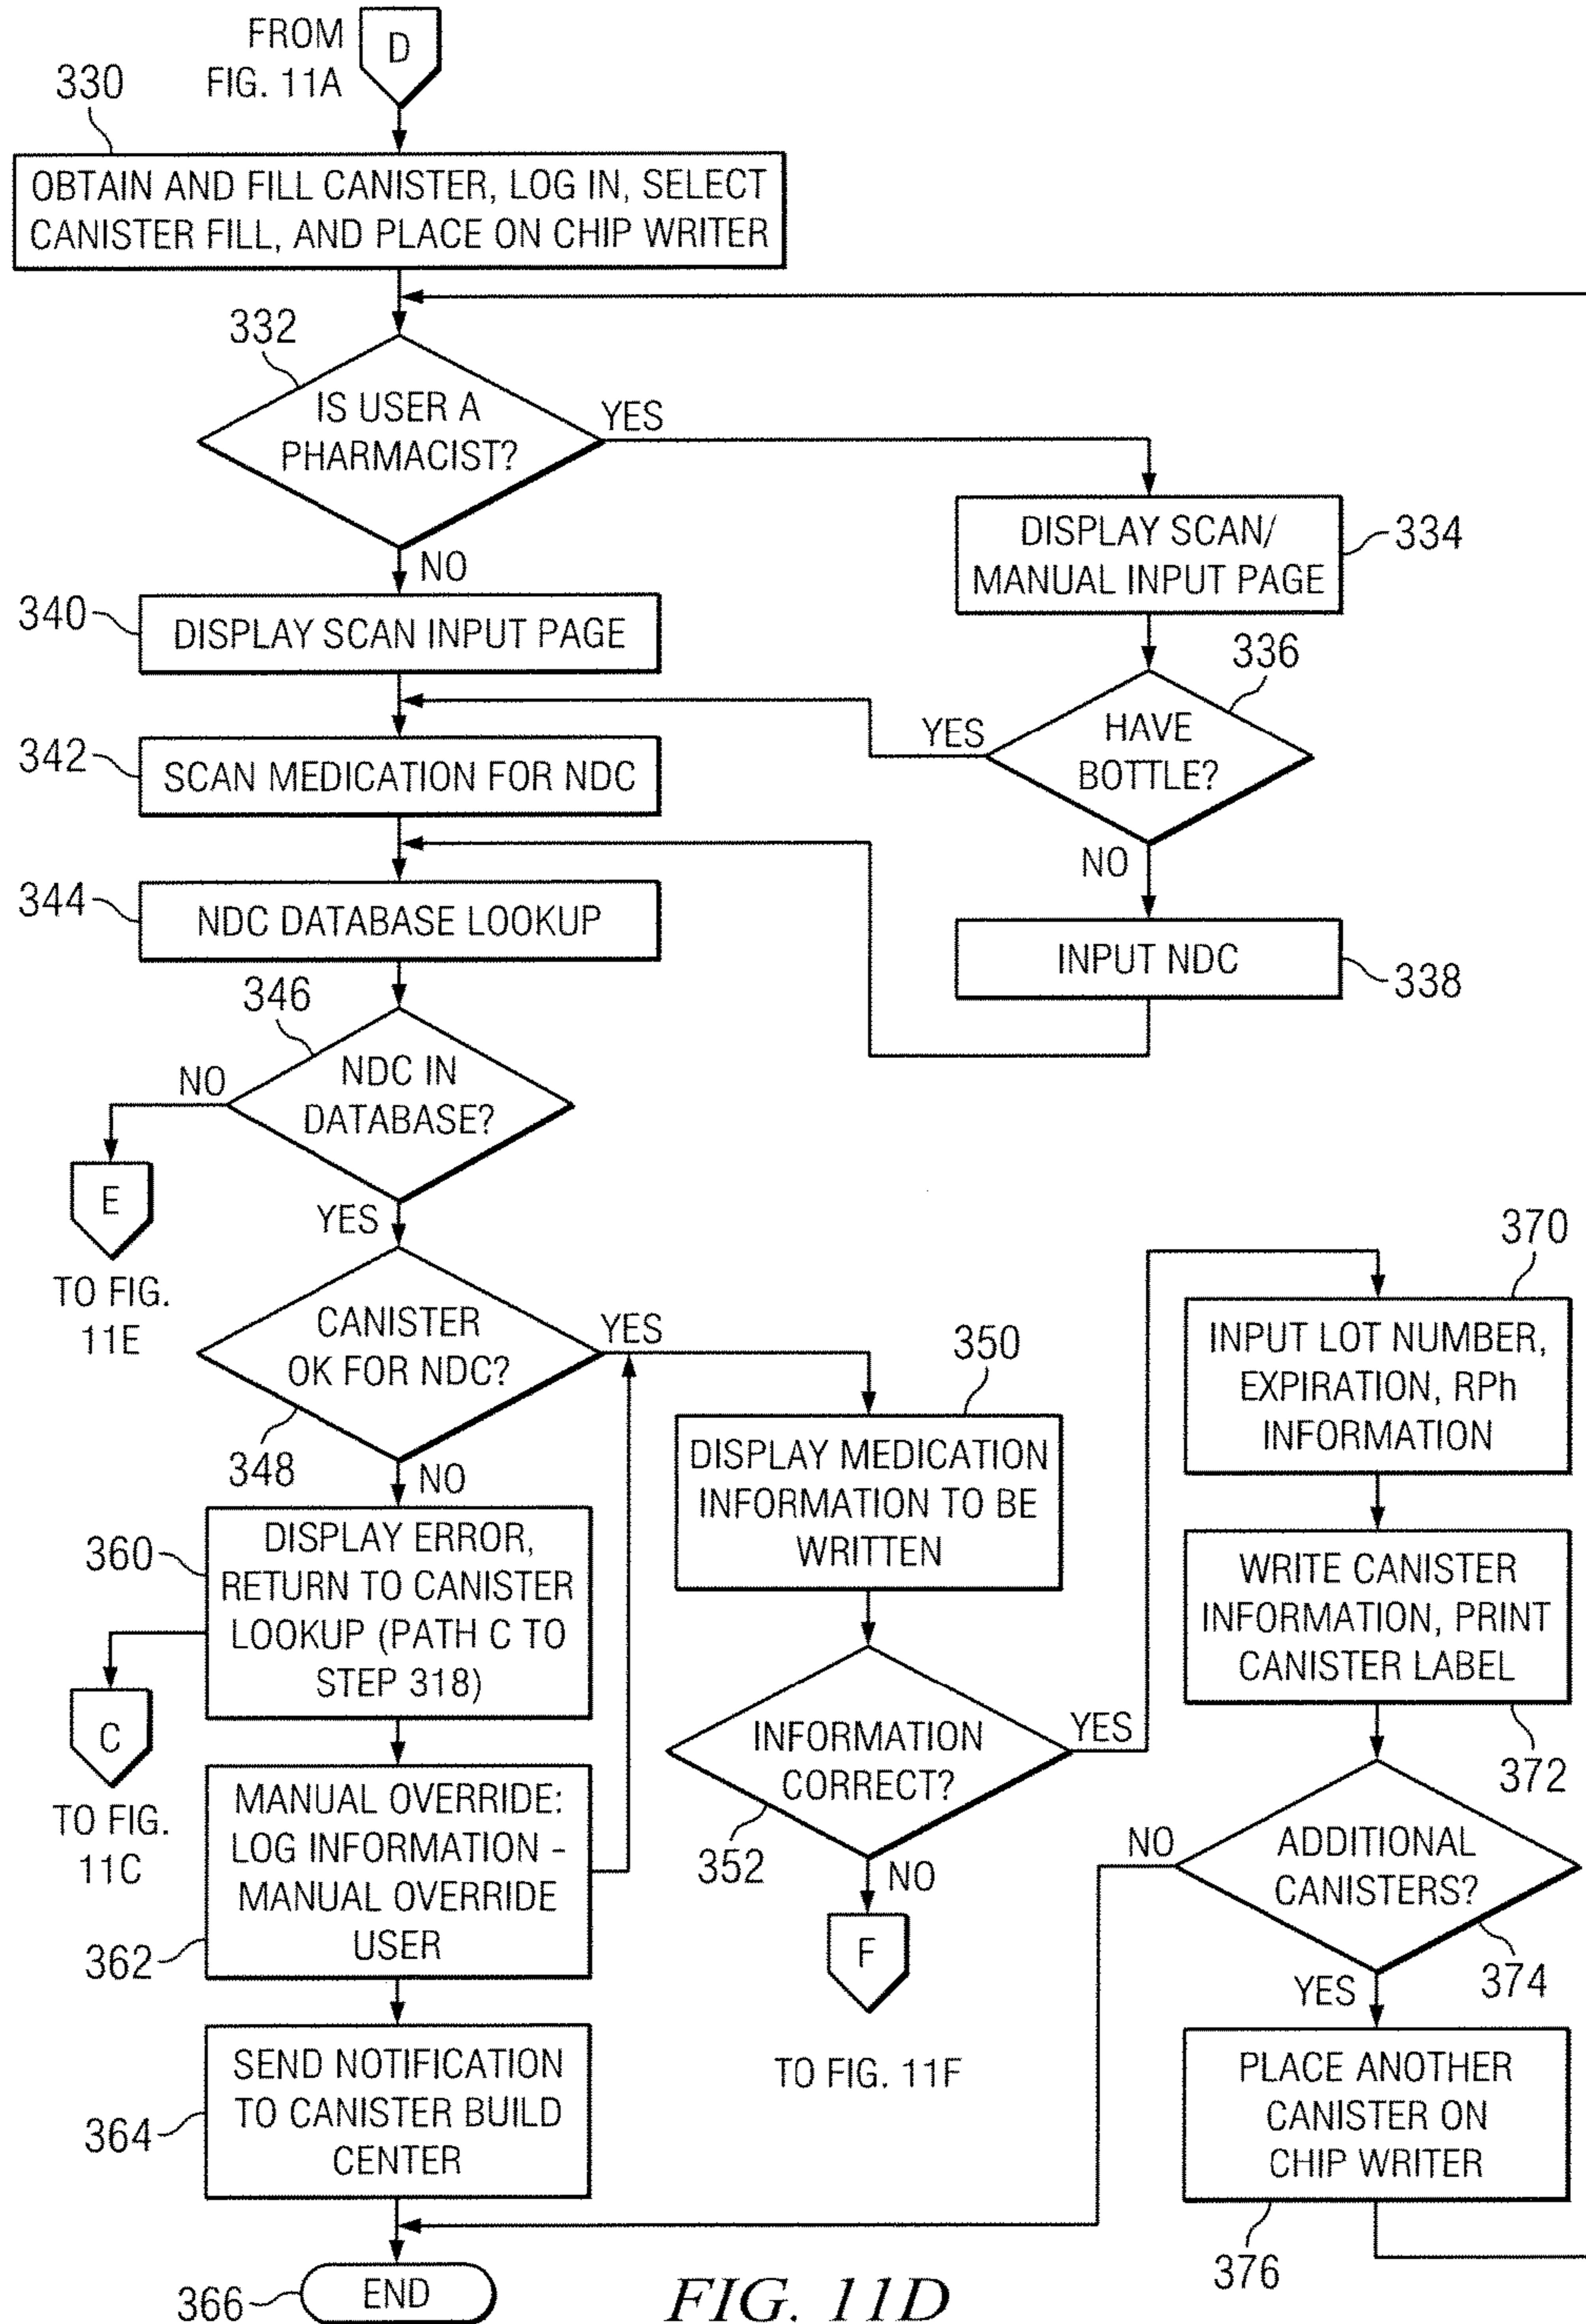 FROM
FIG. 11A
D
330
OBTAIN AND FILL CANISTER, LOG IN, SELECT
CANISTER FILL, AND PLACE ON CHIP WRITER
332
IS USER A
PHARMACIST?
YES
NO
DISPLAY SCAN/
MANUAL INPUT PAGE
334
340
DISPLAY SCAN INPUT PAGE
336
HAVE
BOTTLE?
YES
NO
342
SCAN MEDICATION FOR NDC
344
NDC DATABASE LOOKUP
INPUT NDC
338
346
NDC IN
DATABASE?
NO
E
TO FIG.
11E
YES
CANISTER
OK FOR NDC?
348
YES
NO
350
DISPLAY MEDICATION
INFORMATION TO BE
WRITTEN
370
INPUT LOT NUMBER,
EXPIRATION, RPh
INFORMATION
360
DISPLAY ERROR,
RETURN TO CANISTER
LOOKUP (PATH C TO
STEP 318)
C
TO FIG.
11C
WRITE CANISTER
INFORMATION, PRINT
CANISTER LABEL
372
INFORMATION
CORRECT?
352
YES
NO
F
TO FIG. 11F
MANUAL OVERRIDE:
LOG INFORMATION -
MANUAL OVERRIDE
USER
362
ADDITIONAL
CANISTERS?
374
NO
YES
364
SEND NOTIFICATION
TO CANISTER BUILD
CENTER
PLACE ANOTHER
CANISTER ON
CHIP WRITER
376
366
END
FIG. 11D